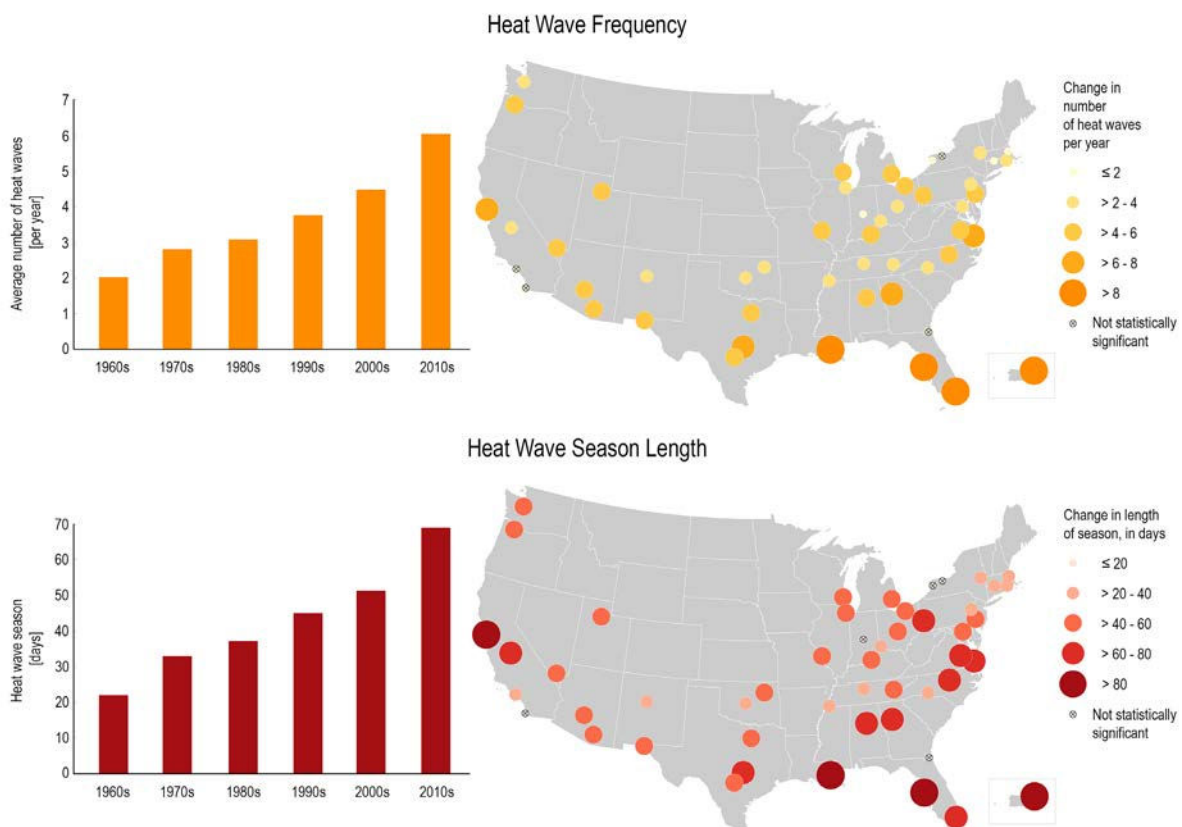 Heat Wave Frequency
Average number of heat waves
[per year]
7
6
5
4
3
2
1
0
1960s
1970s
1980s
1990s
2000s
2010s
Change in
number
of heat waves
per year
≤ 2
> 2 - 4
> 4 - 6
> 6 - 8
> 8
Not statistically
significant
Heat Wave Season Length
Heat wave season
[days]
70
60
50
40
30
20
10
0
1960s
1970s
1980s
1990s
2000s
2010s
Change in length
of season, in days
≤ 20
> 20 - 40
> 40 - 60
> 60 - 80
> 80
Not statistically
significant